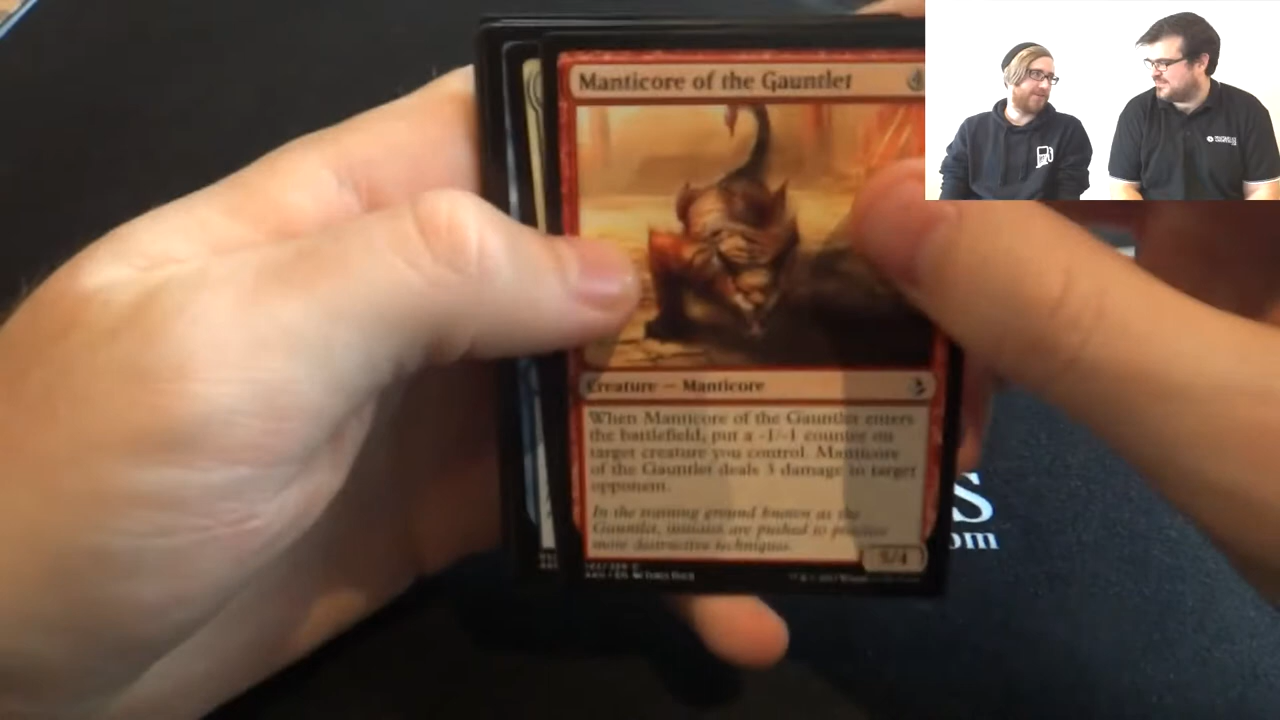 Manticore of the Gauntlet 4
Creature — Manticore
When Manticore of the Gauntlet enters
the battlefield, put a -1/-1 counter on
target creature you control. Manticore
of the Gauntlet deals 3 damage to target
opponent.
In the training ground known as the
Gauntlet, initiates are pushed to practice
more destructive techniques.
5/4
S
om